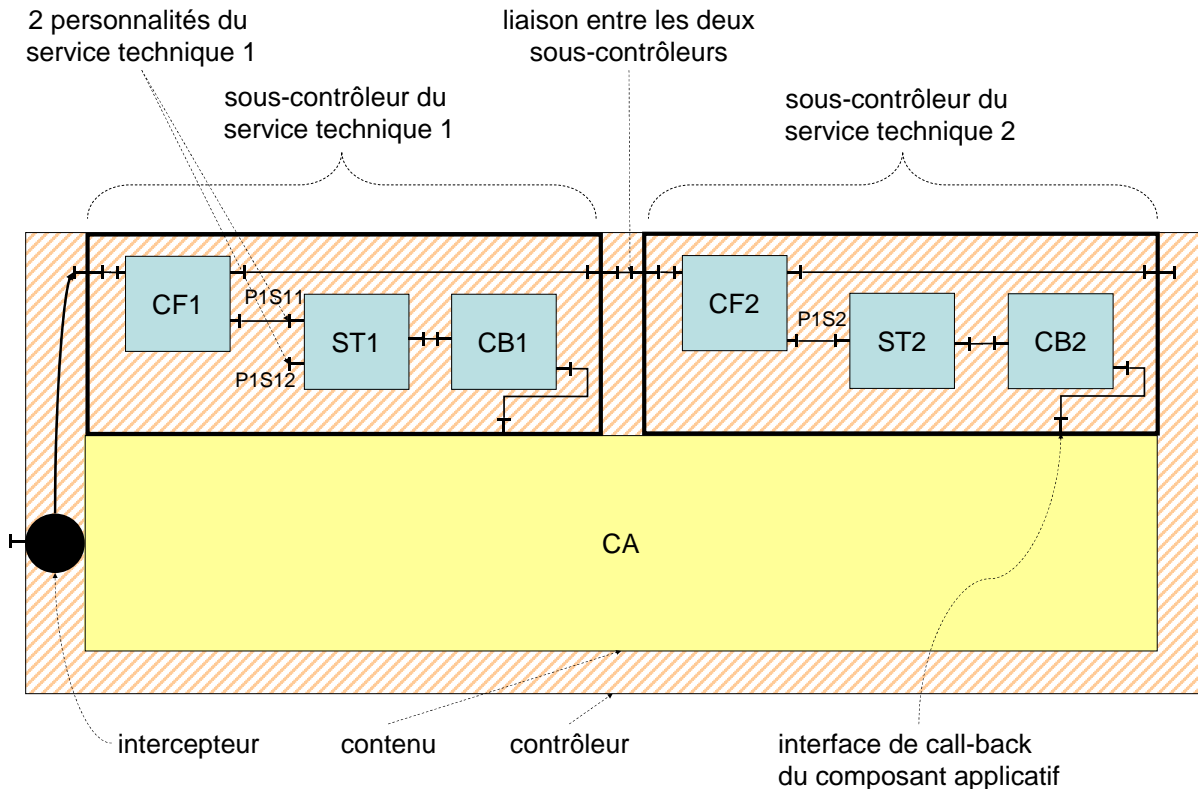 2 personnalités du
service technique 1
liaison entre les deux
sous-contrôleurs
sous-contrôleur du
service technique 1
sous-contrôleur du
service technique 2
CF1
P1S11
ST1
CB1
P1S12
CF2
P1S2
ST2
CB2
CA
intercepteur
contenu
contrôleur
interface de call-back
du composant applicatif